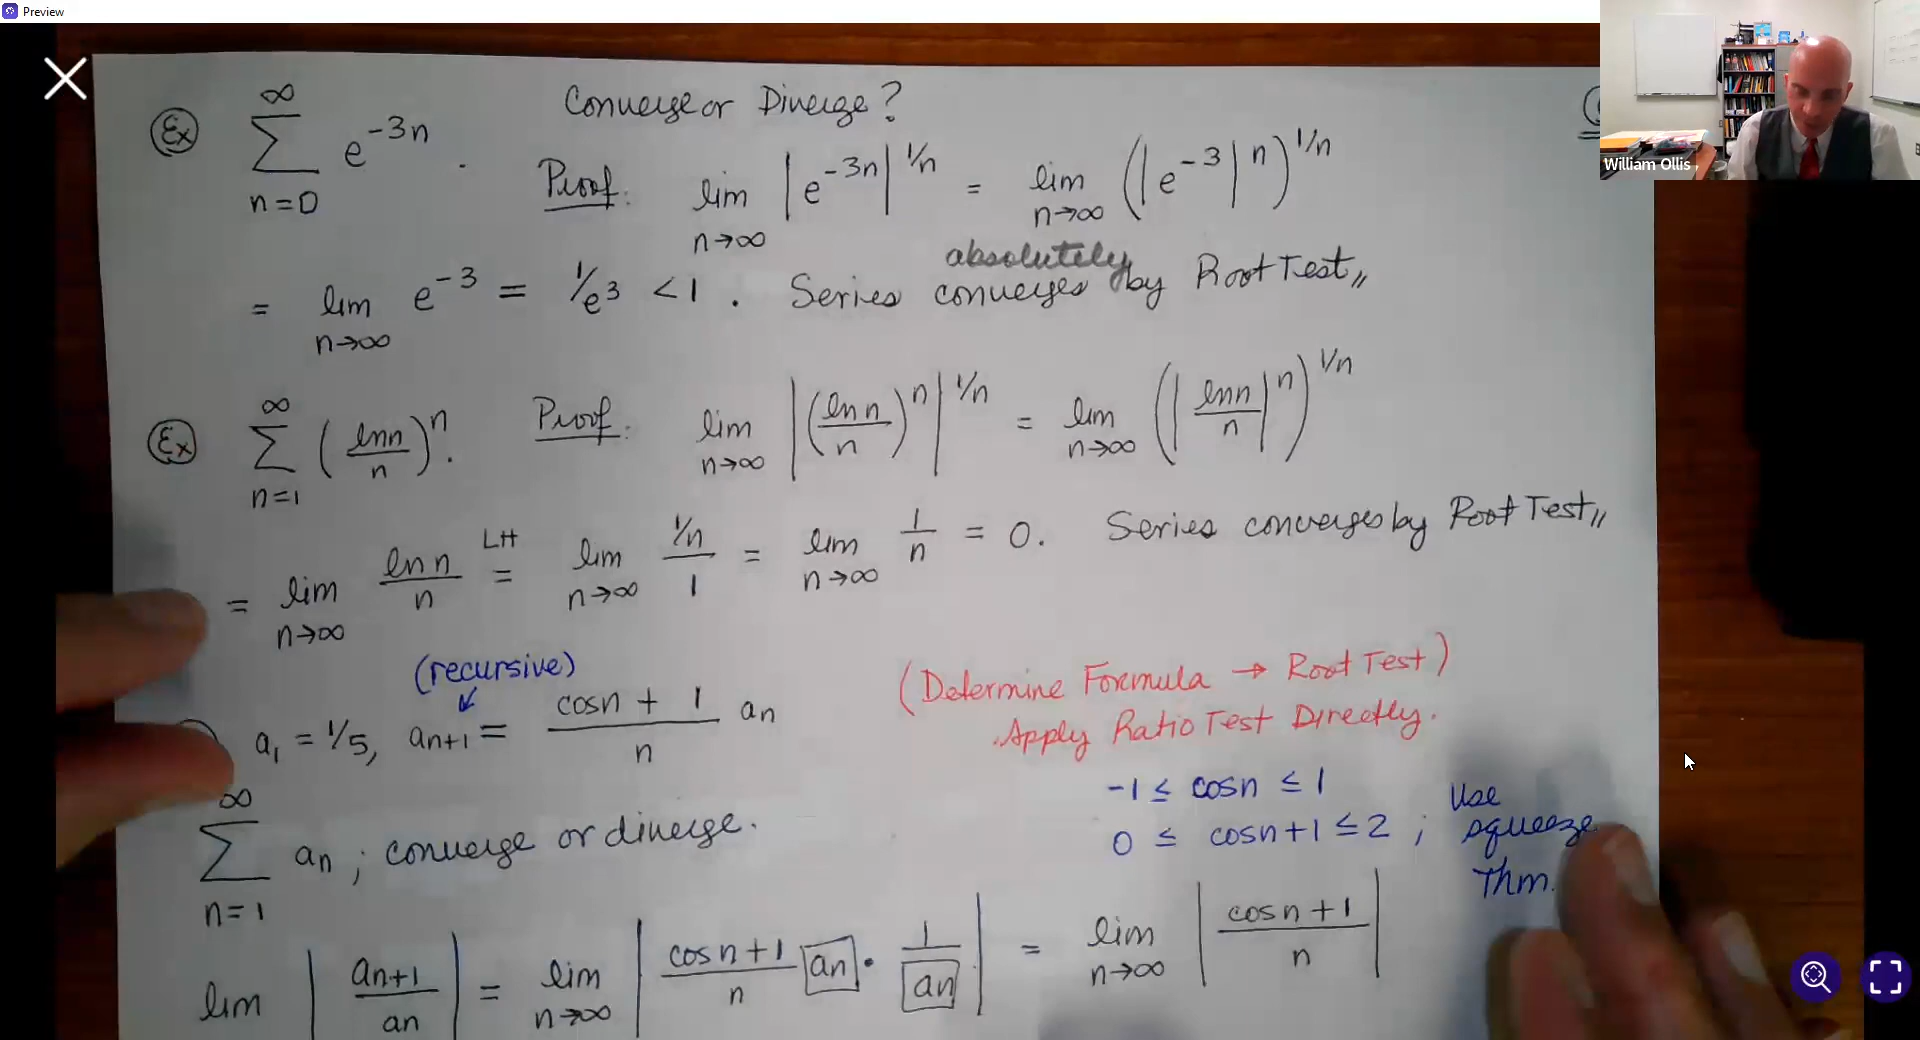 Preview
William Ollis
Ex ∑_{n=0}^{∞} e^{-3n} . Converge or Diverge?
Proof: lim_{n→∞} |e^{-3n}|^{1/n} = lim_{n→∞} (|e^{-3}|^n)^{1/n}
absolutely
= lim_{n→∞} e^{-3} = 1/e^3 < 1 . Series converges by Root Test,,
Ex ∑_{n=1}^{∞} (ln n / n)^n . Proof: lim_{n→∞} |(ln n / n)^n|^{1/n} = lim_{n→∞} (|ln n / n|^n)^{1/n}
= lim_{n→∞} ln n / n LH= lim_{n→∞} (1/n) / 1 = lim_{n→∞} 1/n = 0. Series converges by Root Test,,
(recursive)
a_1 = 1/5, a_{n+1} = (cos n + 1) / n a_n
(Determine Formula → Root Test)
Apply Ratio Test Directly.
∑_{n=1}^{∞} a_n ; converge or diverge.
-1 ≤ cos n ≤ 1
0 ≤ cos n + 1 ≤ 2 ; Use
squeeze
Thm.
lim |a_{n+1} / a_n| = lim_{n→∞} |(cos n + 1) / n a_n · 1 / a_n| = lim_{n→∞} |(cos n + 1) / n|